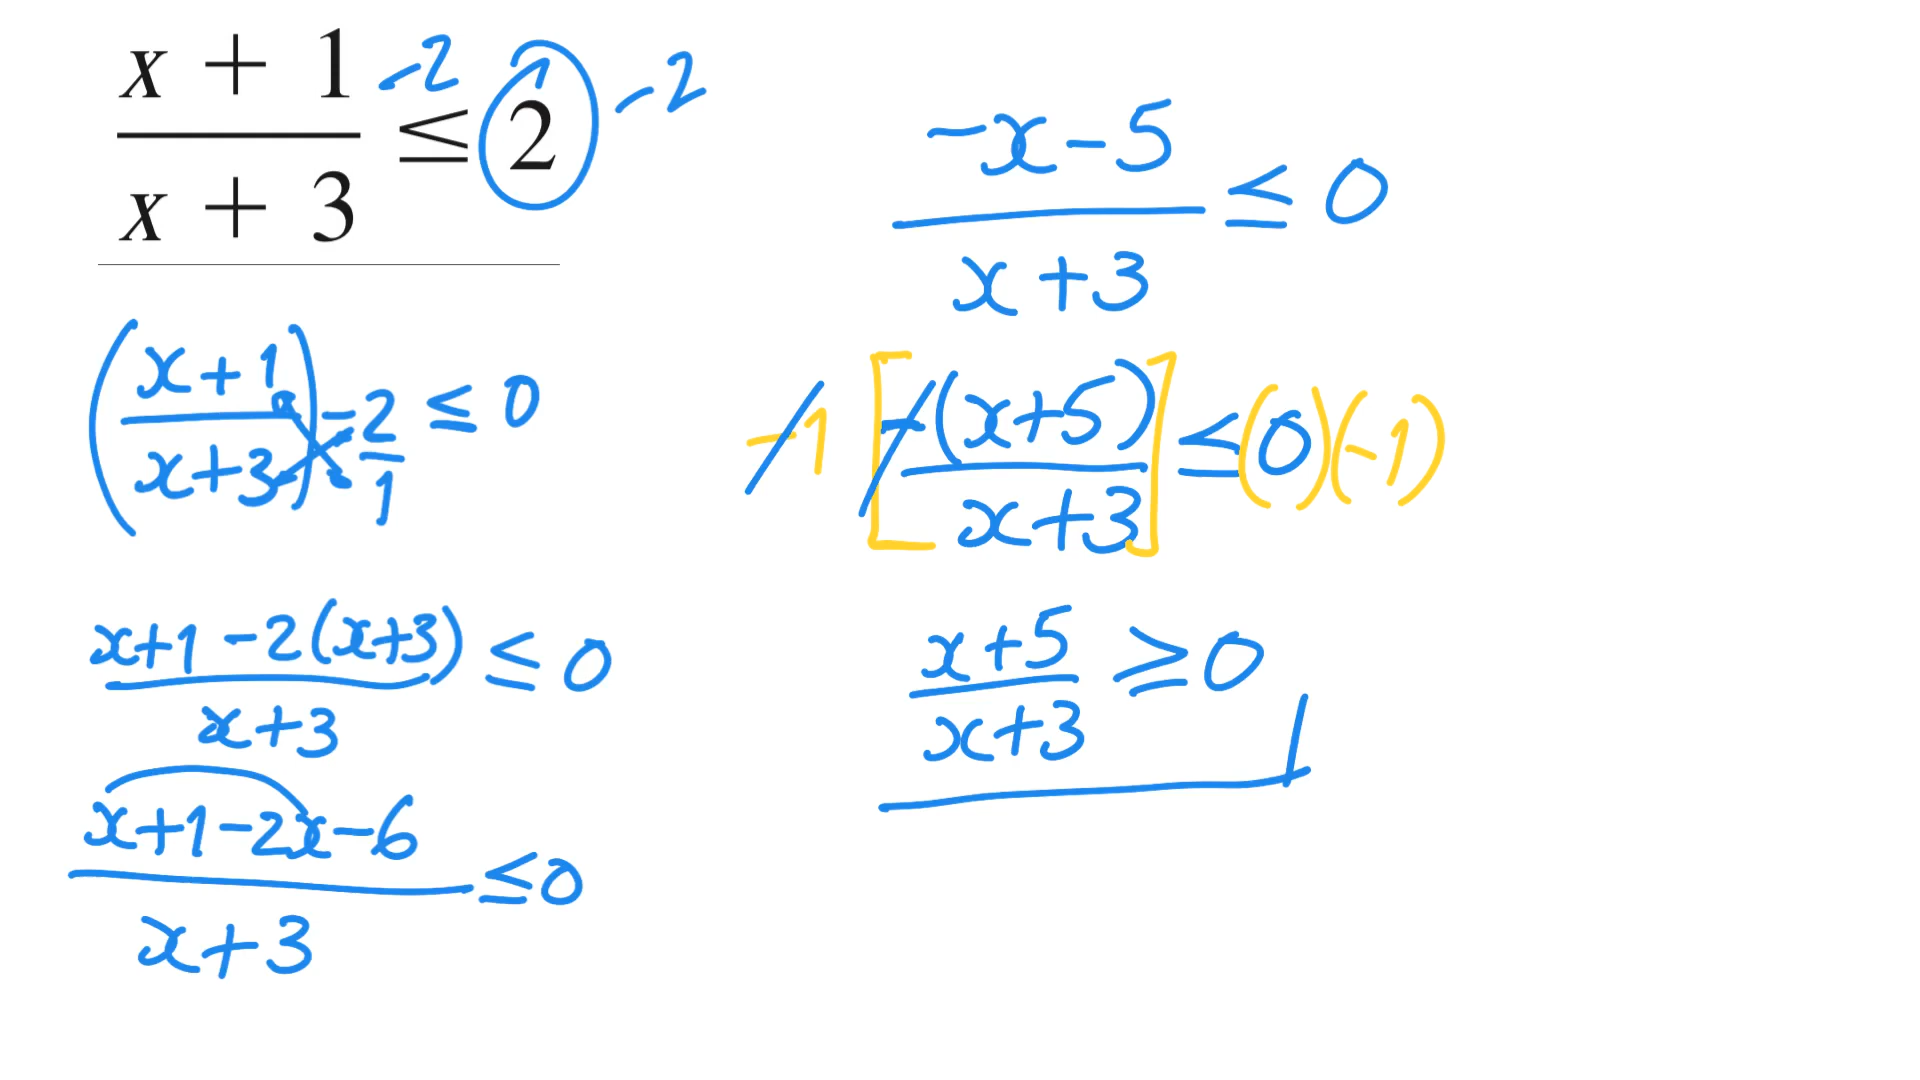 (x + 1)/(x + 3) - 2 ≤ 2 - 2
((x+1)/(x+3)) - 2/1 ≤ 0
(x+1-2(x+3))/(x+3) ≤ 0
(x+1-2x-6)/(x+3) ≤ 0
(-x-5)/(x+3) ≤ 0
-1 [-(x+5)/(x+3)] ≤ (0)(-1)
(x+5)/(x+3) ≥ 0